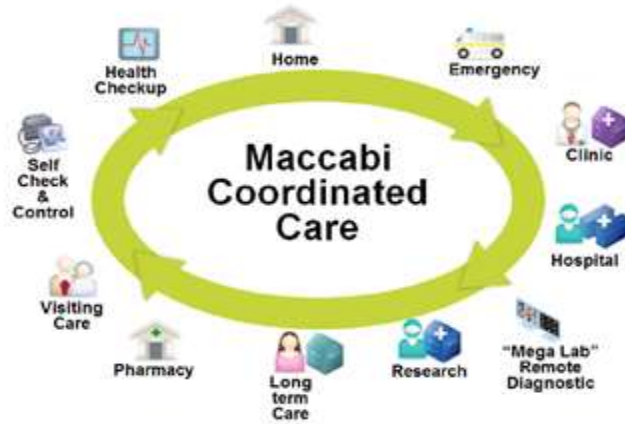 Home
Emergency
Clinic
Hospital
"Mega Lab"
Remote
Diagnostic
Research
Long
term
Care
Pharmacy
Visiting
Care
Self
Check
&
Control
Health
Checkup
Maccabi
Coordinated
Care